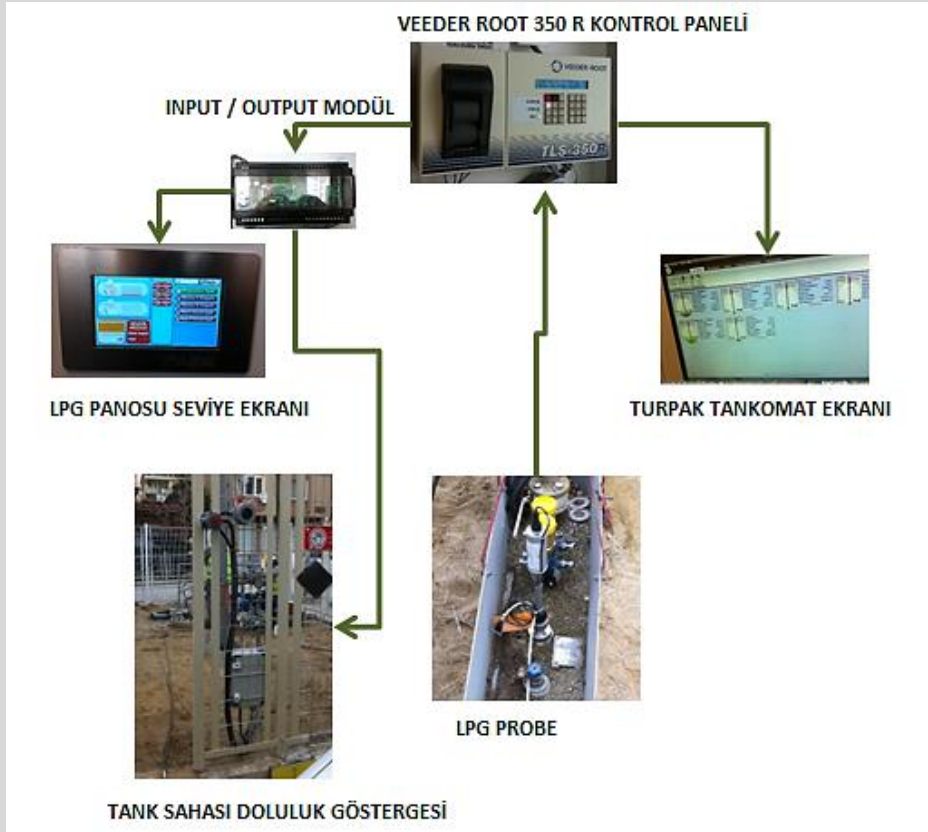 VEEDER ROOT 350 R KONTROL PANELİ
INPUT / OUTPUT MODÜL
VEEDER-ROOT
TLS-350
LPG PANOSU SEVİYE EKRANI
TURPAK TANKOMAT EKRANI
LPG PROBE
TANK SAHASI DOLULUK GÖSTERGESİ